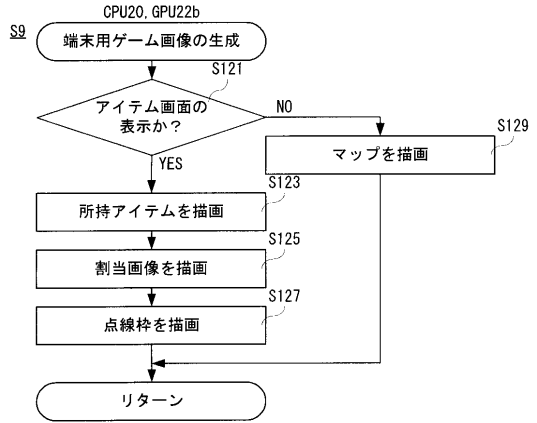 CPU20, GPU22b
S9
端末用ゲーム画像の生成
S121
アイテム画面の
表示か？
NO
S129
マップを描画
YES
S123
所持アイテムを描画
S125
割当画像を描画
S127
点線枠を描画
リターン